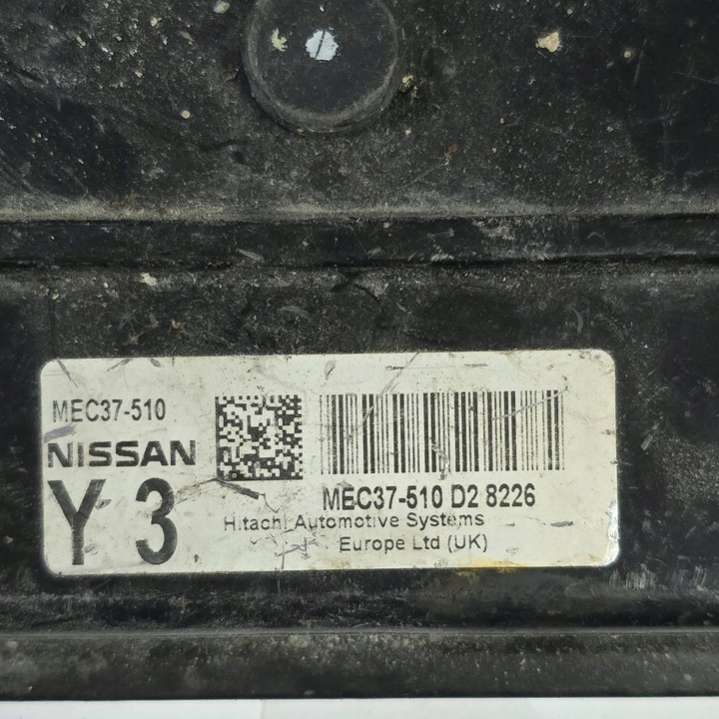 MEC37-510
NISSAN
Y 3
MEC37-510 D2 8226
Hitachi Automotive Systems
Europe Ltd (UK)